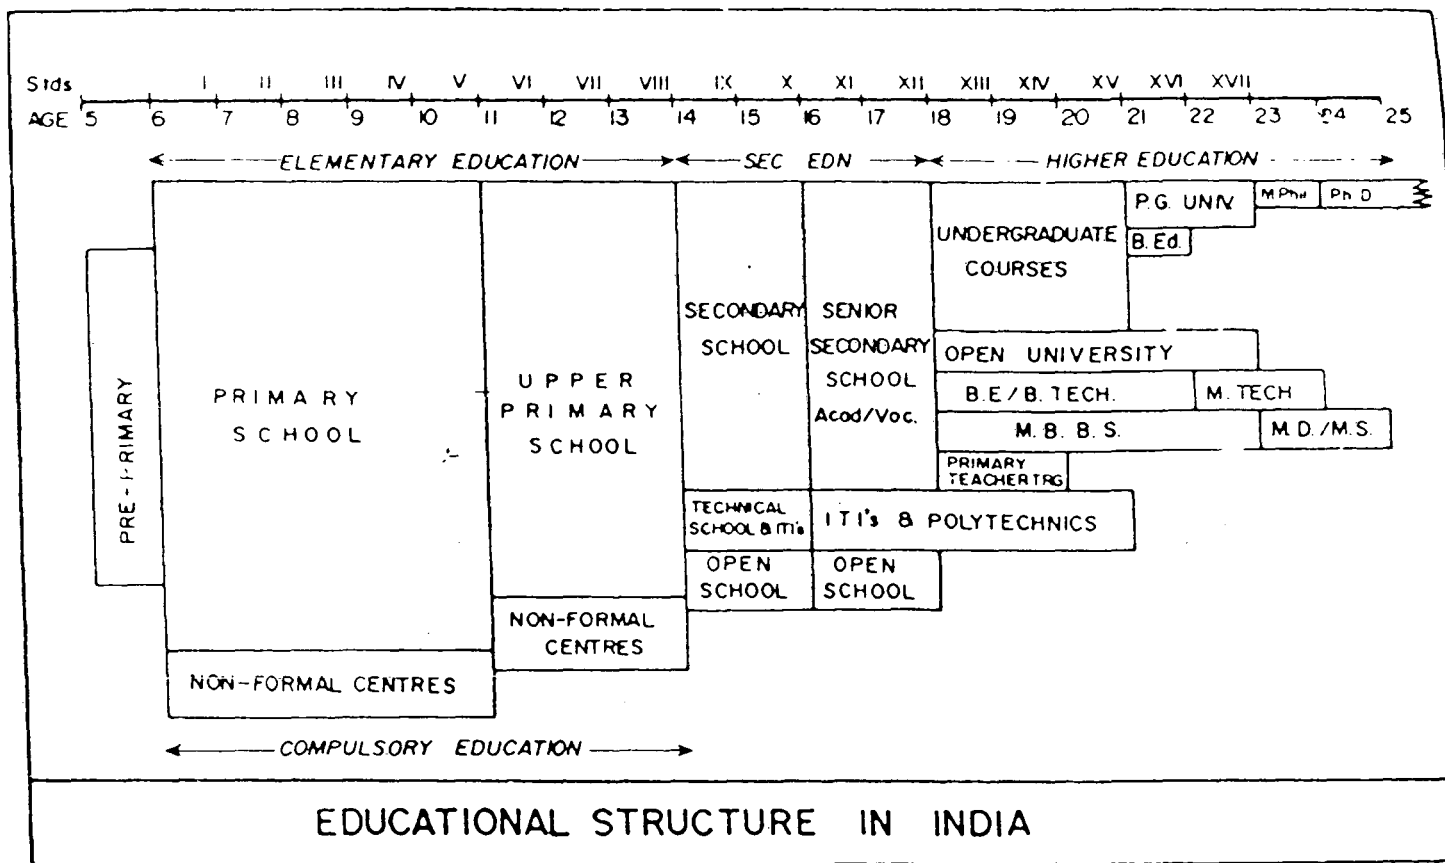 Stds I II III IV V VI VII VIII IX X XI XII XIII XIV XV XVI XVII
AGE 5 6 7 8 9 10 11 12 13 14 15 16 17 18 19 20 21 22 23 24 25
ELEMENTARY EDUCATION SEC EDN HIGHER EDUCATION
PRE-PRIMARY
PRIMARY
SCHOOL
NON-FORMAL CENTRES
UPPER
PRIMARY
SCHOOL
NON-FORMAL
CENTRES
SECONDARY
SCHOOL
TECHNICAL
SCHOOL & ITI's
OPEN
SCHOOL
SENIOR
SECONDARY
SCHOOL
Acad/Voc.
ITI's & POLYTECHNICS
OPEN
SCHOOL
UNDERGRADUATE
COURSES
P.G. UNIV.
M Phil
Ph D
B. Ed.
OPEN UNIVERSITY
B.E/B. TECH.
M. TECH
M. B. B. S.
M D./M.S.
PRIMARY
TEACHER TRG
COMPULSORY EDUCATION
EDUCATIONAL STRUCTURE IN INDIA